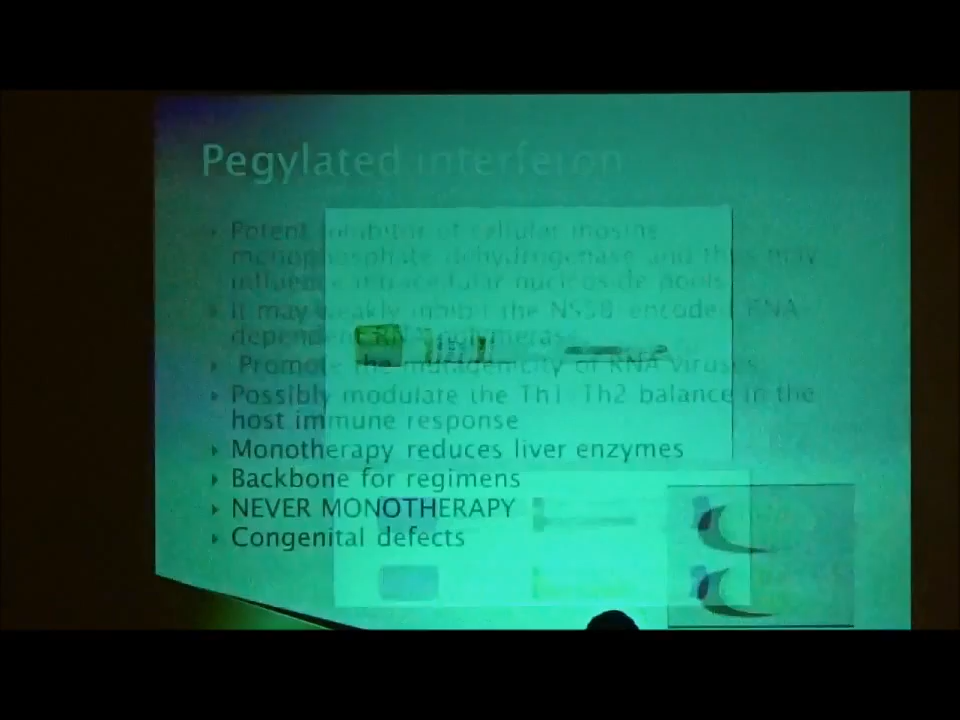 Pegylated interferon
Potent inhibitor of cellular inosine
monophosphate dehydrogenase and thus may
influence intracellular nucleoside pools
It may weakly inhibit the NS5B-encoded RNA-
dependent RNA polymerase
Promote the mutagenicity of RNA viruses
Possibly modulate the Th1 Th2 balance in the
host immune response
Monotherapy reduces liver enzymes
Backbone for regimens
NEVER MONOTHERAPY
Congenital defects